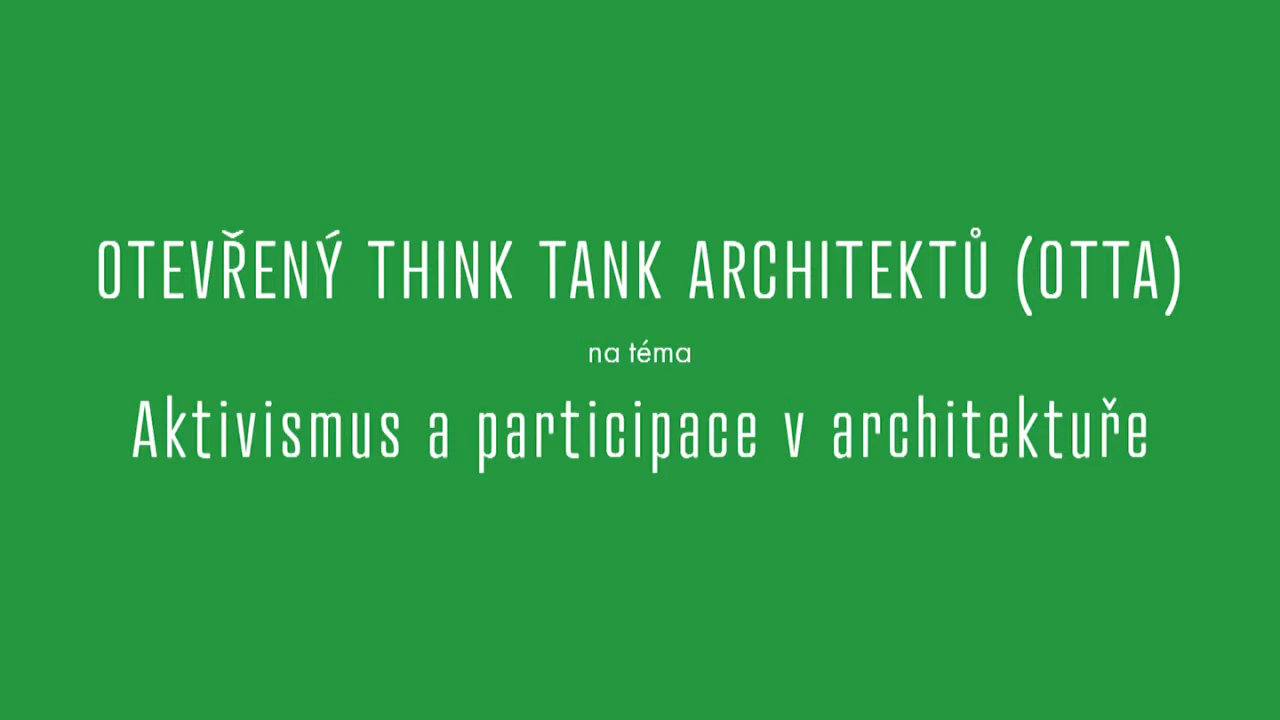 OTEVŘENÝ THINK TANK ARCHITEKTŮ (OTTA)
na téma
Aktivismus a participace v architektuře